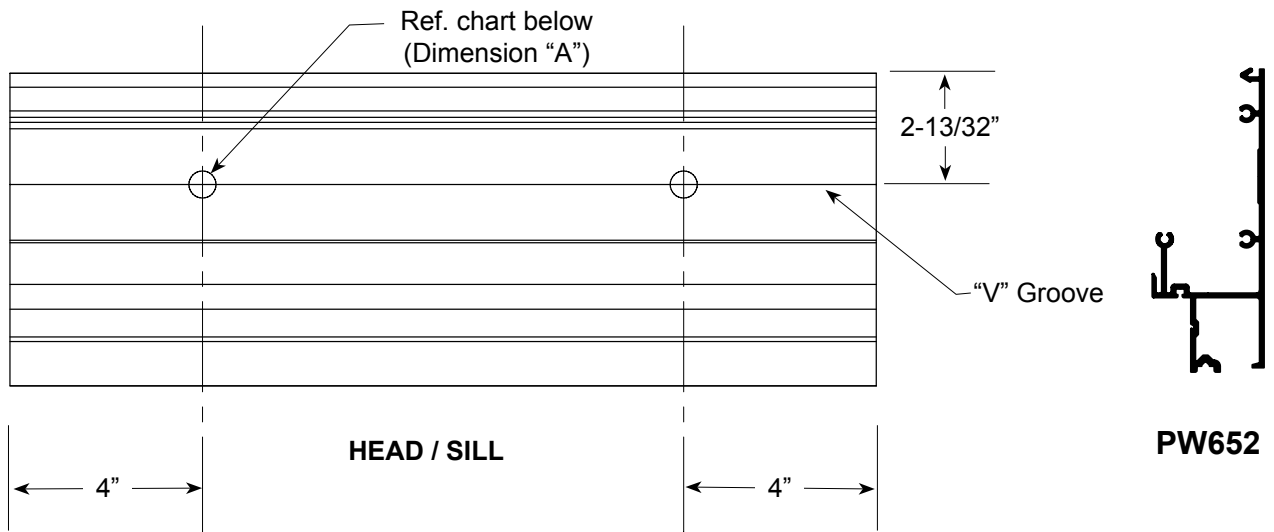 Ref. chart below
(Dimension “A”)
2-13/32”
“V” Groove
HEAD / SILL
PW652
4”
4”